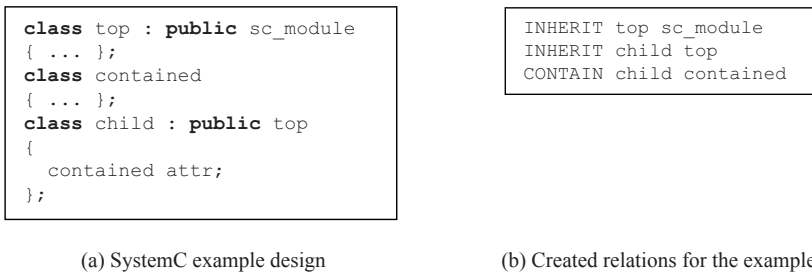 class top : public sc_module
{ ... };
class contained
{ ... };
class child : public top
{
contained attr;
};
INHERIT top sc_module
INHERIT child top
CONTAIN child contained
(a) SystemC example design
(b) Created relations for the example